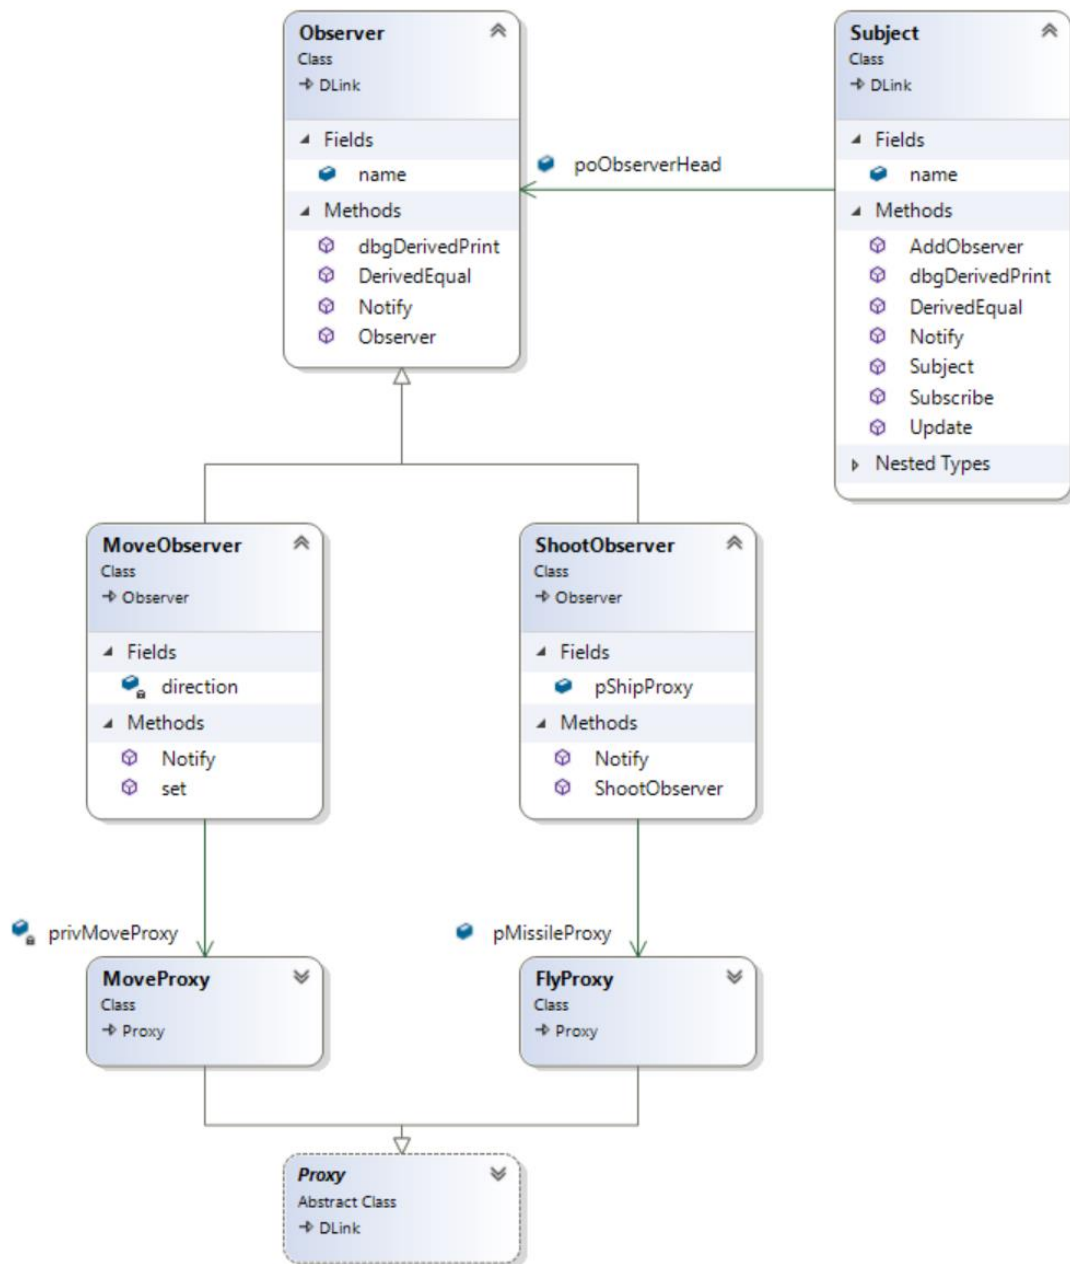 Observer
Class
DLink
Fields
name
Methods
dbgDerivedPrint
DerivedEqual
Notify
Observer
poObserverHead
Subject
Class
DLink
Fields
name
Methods
AddObserver
dbgDerivedPrint
DerivedEqual
Notify
Subject
Subscribe
Update
Nested Types
MoveObserver
Class
Observer
Fields
direction
Methods
Notify
set
ShootObserver
Class
Observer
Fields
pShipProxy
Methods
Notify
ShootObserver
privMoveProxy
pMissileProxy
MoveProxy
Class
Proxy
FlyProxy
Class
Proxy
Proxy
Abstract Class
DLink